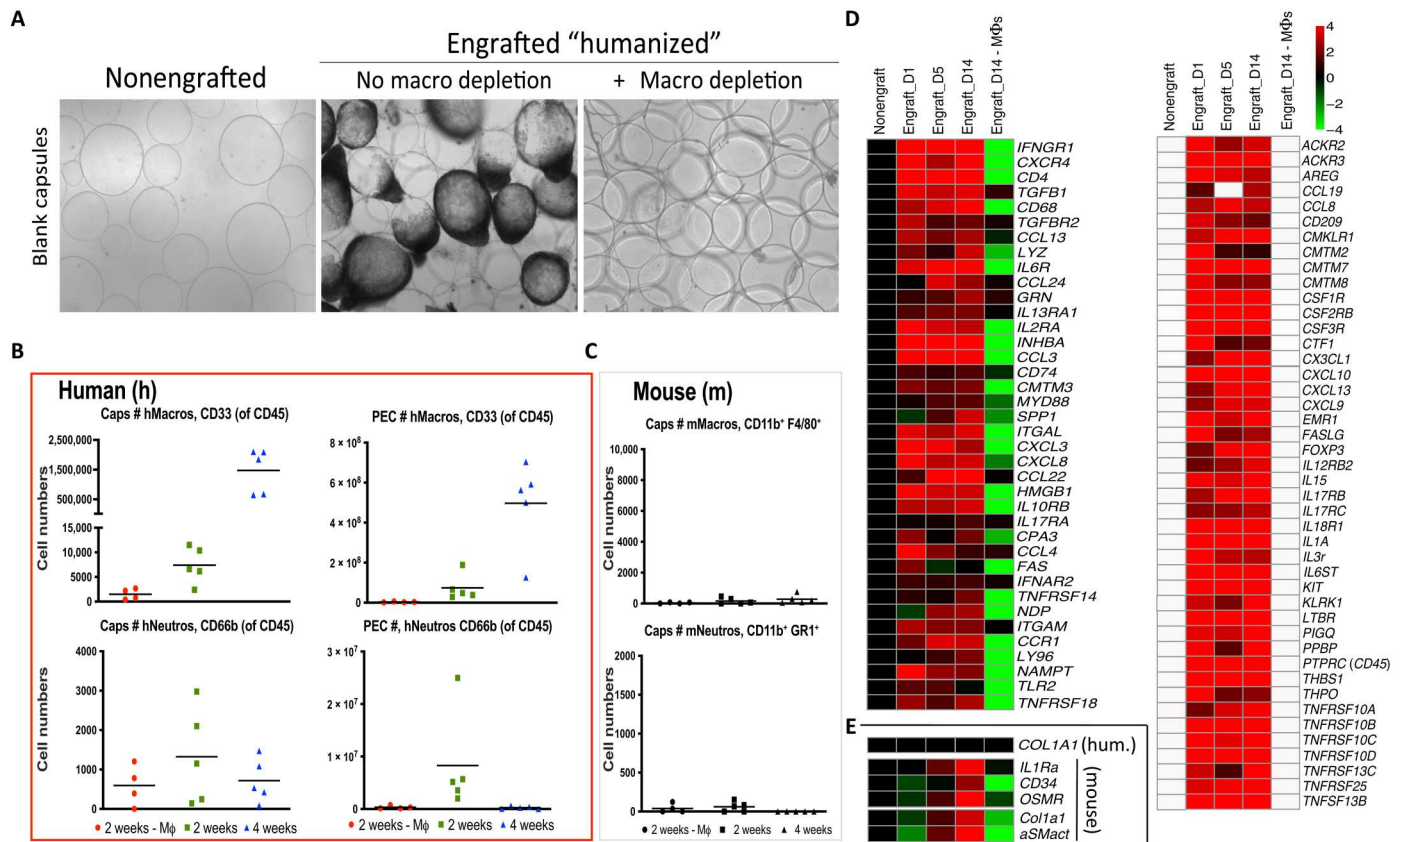 A
Engrafted “humanized”
Nonengrafted
No macro depletion
+ Macro depletion
Blank capsules
B
Human (h)
Caps # hMacros, CD33 (of CD45)
Cell numbers
2,500,000
1,500,000
500,000
15,000
10,000
5000
0
PEC # hMacros, CD33 (of CD45)
Cell numbers
8 × 10⁸
6 × 10⁸
4 × 10⁸
2 × 10⁸
0
Caps # hNeutros, CD66b (of CD45)
Cell numbers
4000
3000
2000
1000
0
PEC #, hNeutros CD66b (of CD45)
Cell numbers
3 × 10⁷
2 × 10⁷
1 × 10⁷
0
2 weeks - Mϕ 2 weeks 4 weeks
2 weeks - Mϕ 2 weeks 4 weeks
C
Mouse (m)
Caps # mMacros, CD11b⁺ F4/80⁺
Cell numbers
10,000
8000
6000
4000
2000
0
Caps # mNeutros, CD11b⁺ GR1⁺
Cell numbers
2000
1500
1000
500
0
2 weeks - Mϕ 2 weeks 4 weeks
D
Nonengraft
Engraft_D1
Engraft_D5
Engraft_D14
Engraft_D14 - MΦs
IFNGR1
CXCR4
CD4
TGFB1
CD68
TGFBR2
CCL13
LYZ
IL6R
CCL24
GRN
IL13RA1
IL2RA
INHBA
CCL3
CD74
CMTM3
MYD88
SPP1
ITGAL
CXCL3
CXCL8
CCL22
HMGB1
IL10RB
IL17RA
CPA3
CCL4
FAS
IFNAR2
TNFRSF14
NDP
ITGAM
CCR1
LY96
NAMPT
TLR2
TNFRSF18
Nonengraft
Engraft_D1
Engraft_D5
Engraft_D14
Engraft_D14 - MΦs
4
2
0
−2
−4
ACKR2
ACKR3
AREG
CCL19
CCL8
CD209
CMKLR1
CMTM2
CMTM7
CMTM8
CSF1R
CSF2RB
CSF3R
CTF1
CX3CL1
CXCL10
CXCL13
CXCL9
EMR1
FASLG
FOXP3
IL12RB2
IL15
IL17RB
IL17RC
IL18R1
IL1A
IL3r
IL6ST
KIT
KLRK1
LTBR
PIGQ
PPBP
PTPRC (CD45)
THBS1
THPO
TNFRSF10A
TNFRSF10B
TNFRSF10C
TNFRSF10D
TNFRSF13C
TNFRSF25
TNFSF13B
E
COL1A1 (hum.)
IL1Ra
CD34
OSMR
Col1a1
aSMact
(mouse)